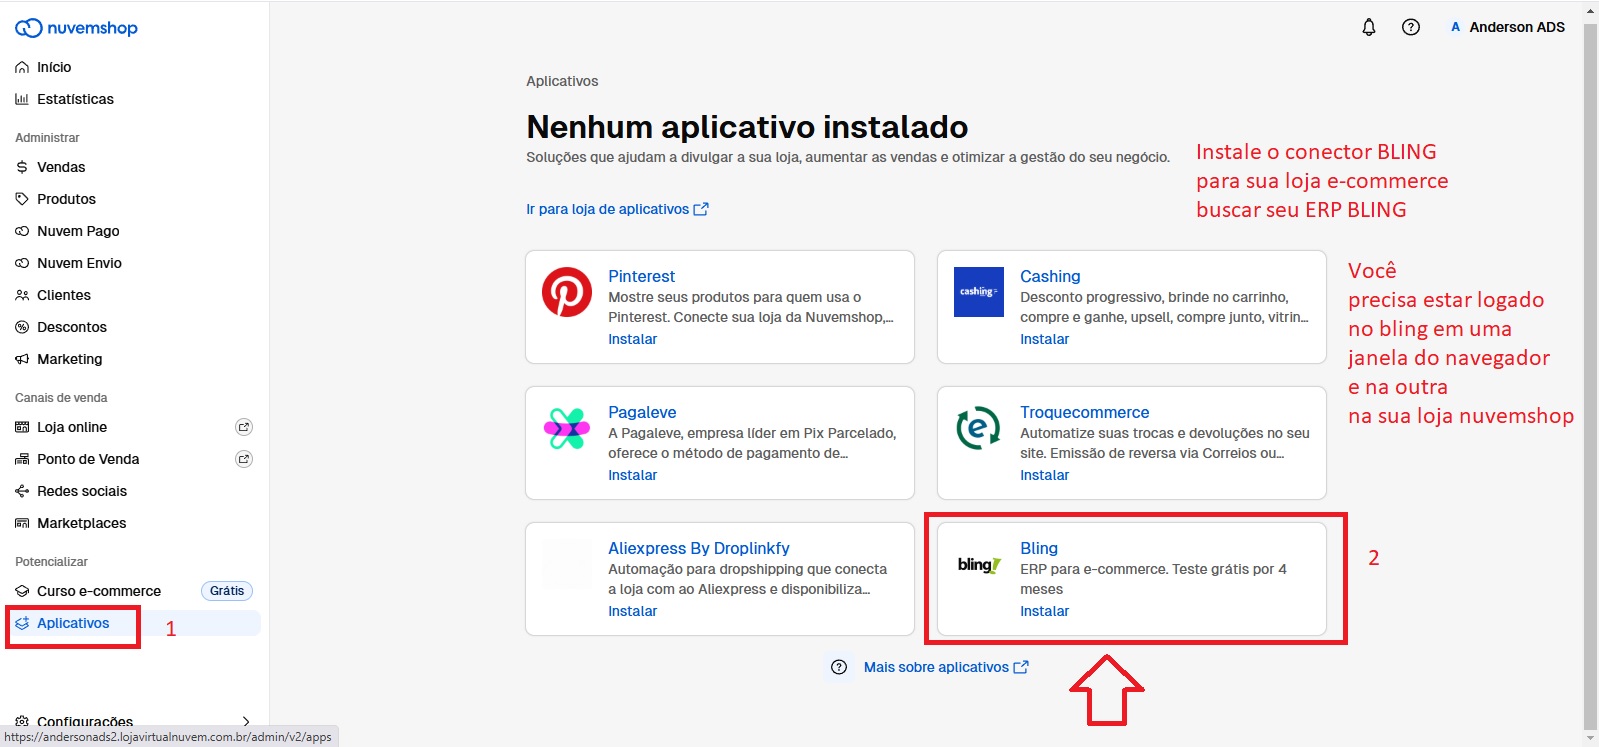 nuvemshop
Início
Estatísticas
Administrar
Vendas
Produtos
Nuvem Pago
Nuvem Envio
Clientes
Descontos
Marketing
Canais de venda
Loja online
Ponto de Venda
Redes sociais
Marketplaces
Potencializar
Curso e-commerce
Grátis
Aplicativos
1
Configurações
https://andersonads2.lojavirtualnuvem.com.br/admin/v2/apps
A Anderson ADS
Aplicativos
Nenhum aplicativo instalado
Soluções que ajudam a divulgar a sua loja, aumentar as vendas e otimizar a gestão do seu negócio.
Ir para loja de aplicativos
Instale o conector BLING
para sua loja e-commerce
buscar seu ERP BLING
Pinterest
Mostre seus produtos para quem usa o
Pinterest. Conecte sua loja da Nuvemshop,...
Instalar
cashing
Cashing
Desconto progressivo, brinde no carrinho,
compre e ganhe, upsell, compre junto, vitrin...
Instalar
Você
precisa estar logado
no bling em uma
janela do navegador
e na outra
na sua loja nuvemshop
Pagaleve
A Pagaleve, empresa líder em Pix Parcelado,
oferece o método de pagamento de...
Instalar
Troquecommerce
Automatize suas trocas e devoluções no seu
site. Emissão de reversa via Correios ou...
Instalar
Aliexpress By Droplinkfy
Automação para dropshipping que conecta
a loja com ao Aliexpress e disponibiliza...
Instalar
bling!
Bling
ERP para e-commerce. Teste grátis por 4
meses
Instalar
2
Mais sobre aplicativos